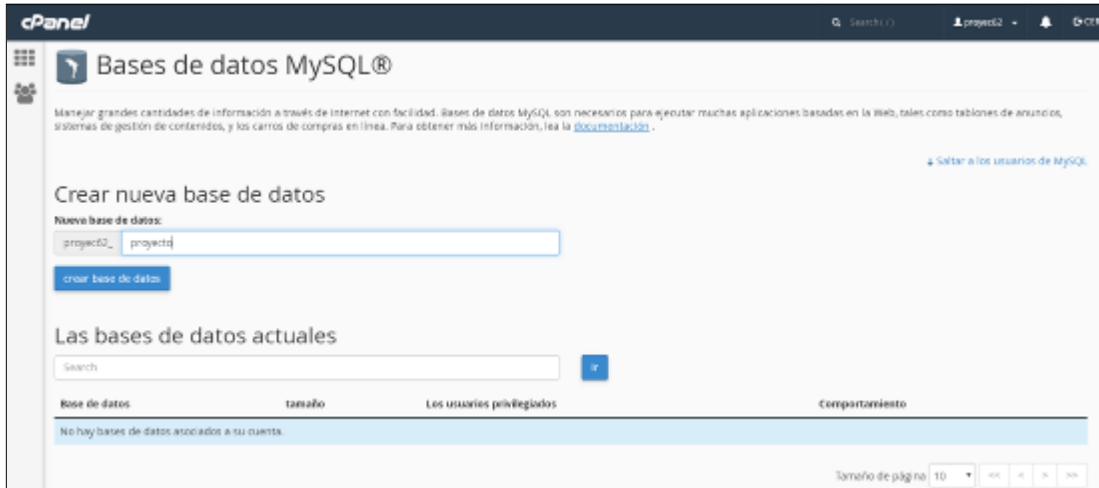 cPanel
Search ( /)
proyec62
Bases de datos MySQL®
Manejar grandes cantidades de información a través de Internet con facilidad. Bases de datos MySQL son necesarios para ejecutar muchas aplicaciones basadas en la Web, tales como tablones de anuncios,
sistemas de gestión de contenidos, y los carros de compras en línea. Para obtener más información, lea la documentación .
Saltar a los usuarios de MySQL
Crear nueva base de datos
Nueva base de datos:
proyec62_ proyecto
crear base de datos
Las bases de datos actuales
Search
Ir
Base de datos tamaño Los usuarios privilegiados Comportamiento
No hay bases de datos asociados a su cuenta.
Tamaño de página 10 << < > >>